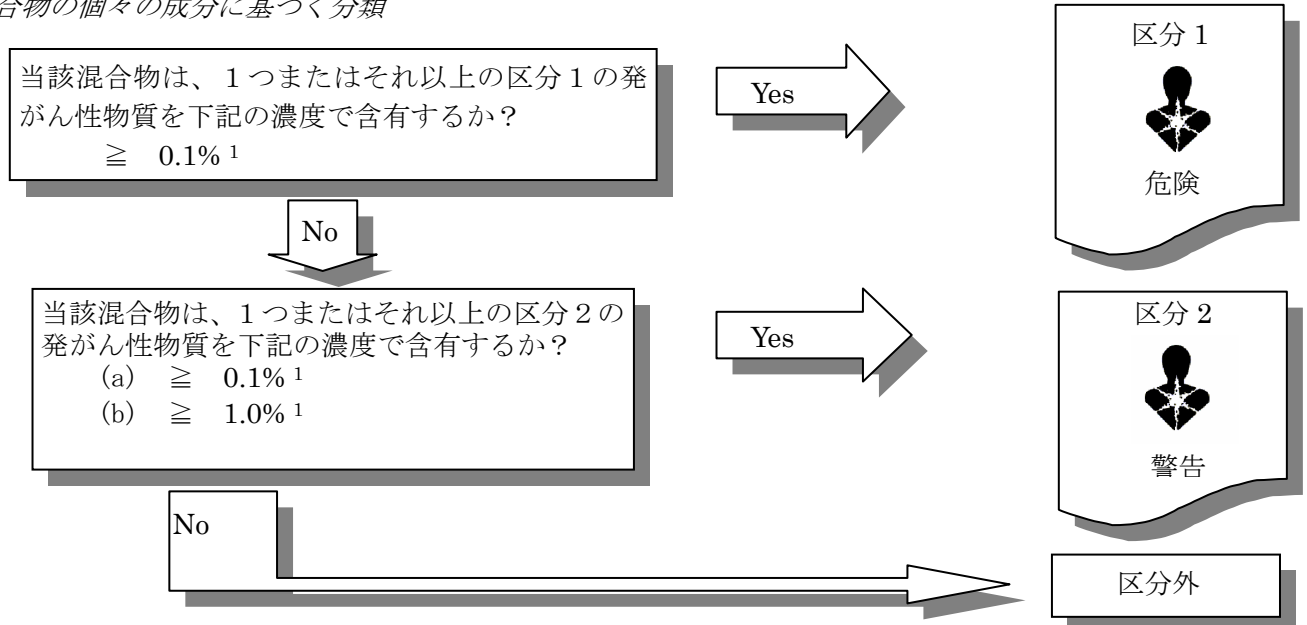 合物の個々の成分に基づく分類
当該混合物は、1つまたはそれ以上の区分1の発
がん性物質を下記の濃度で含有するか?
≧ 0.1% 1
Yes
区分 1
危険
No
当該混合物は、1つまたはそれ以上の区分2の
発がん性物質を下記の濃度で含有するか?
(a) ≧ 0.1% 1
(b) ≧ 1.0% 1
Yes
区分 2
警告
No
区分外